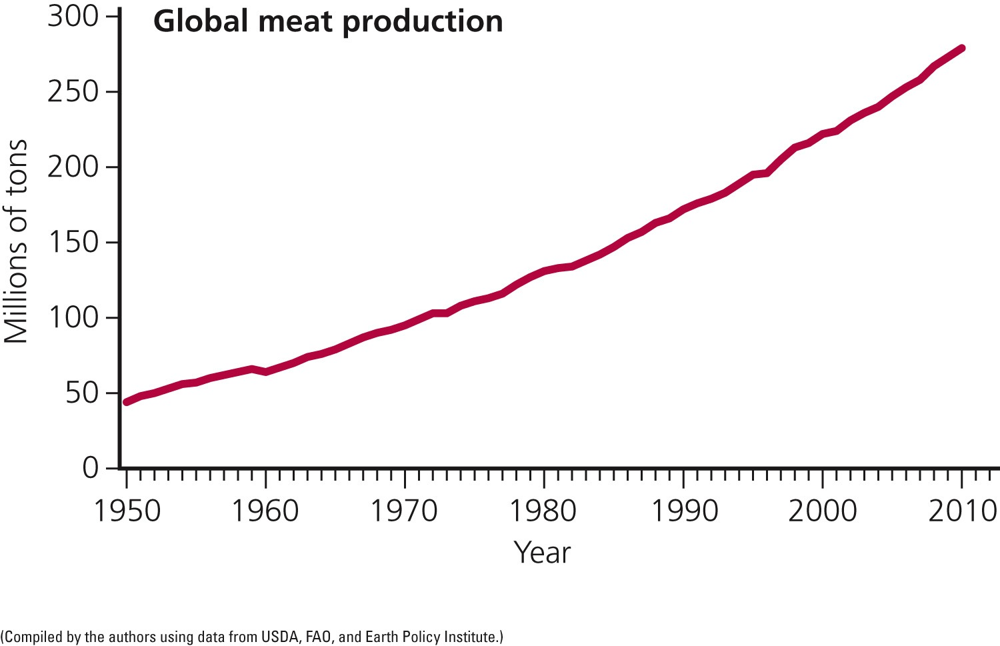 Global meat production
300
250
200
150
100
50
0
Millions of tons
1950 1960 1970 1980 1990 2000 2010
Year
(Compiled by the authors using data from USDA, FAO, and Earth Policy Institute.)